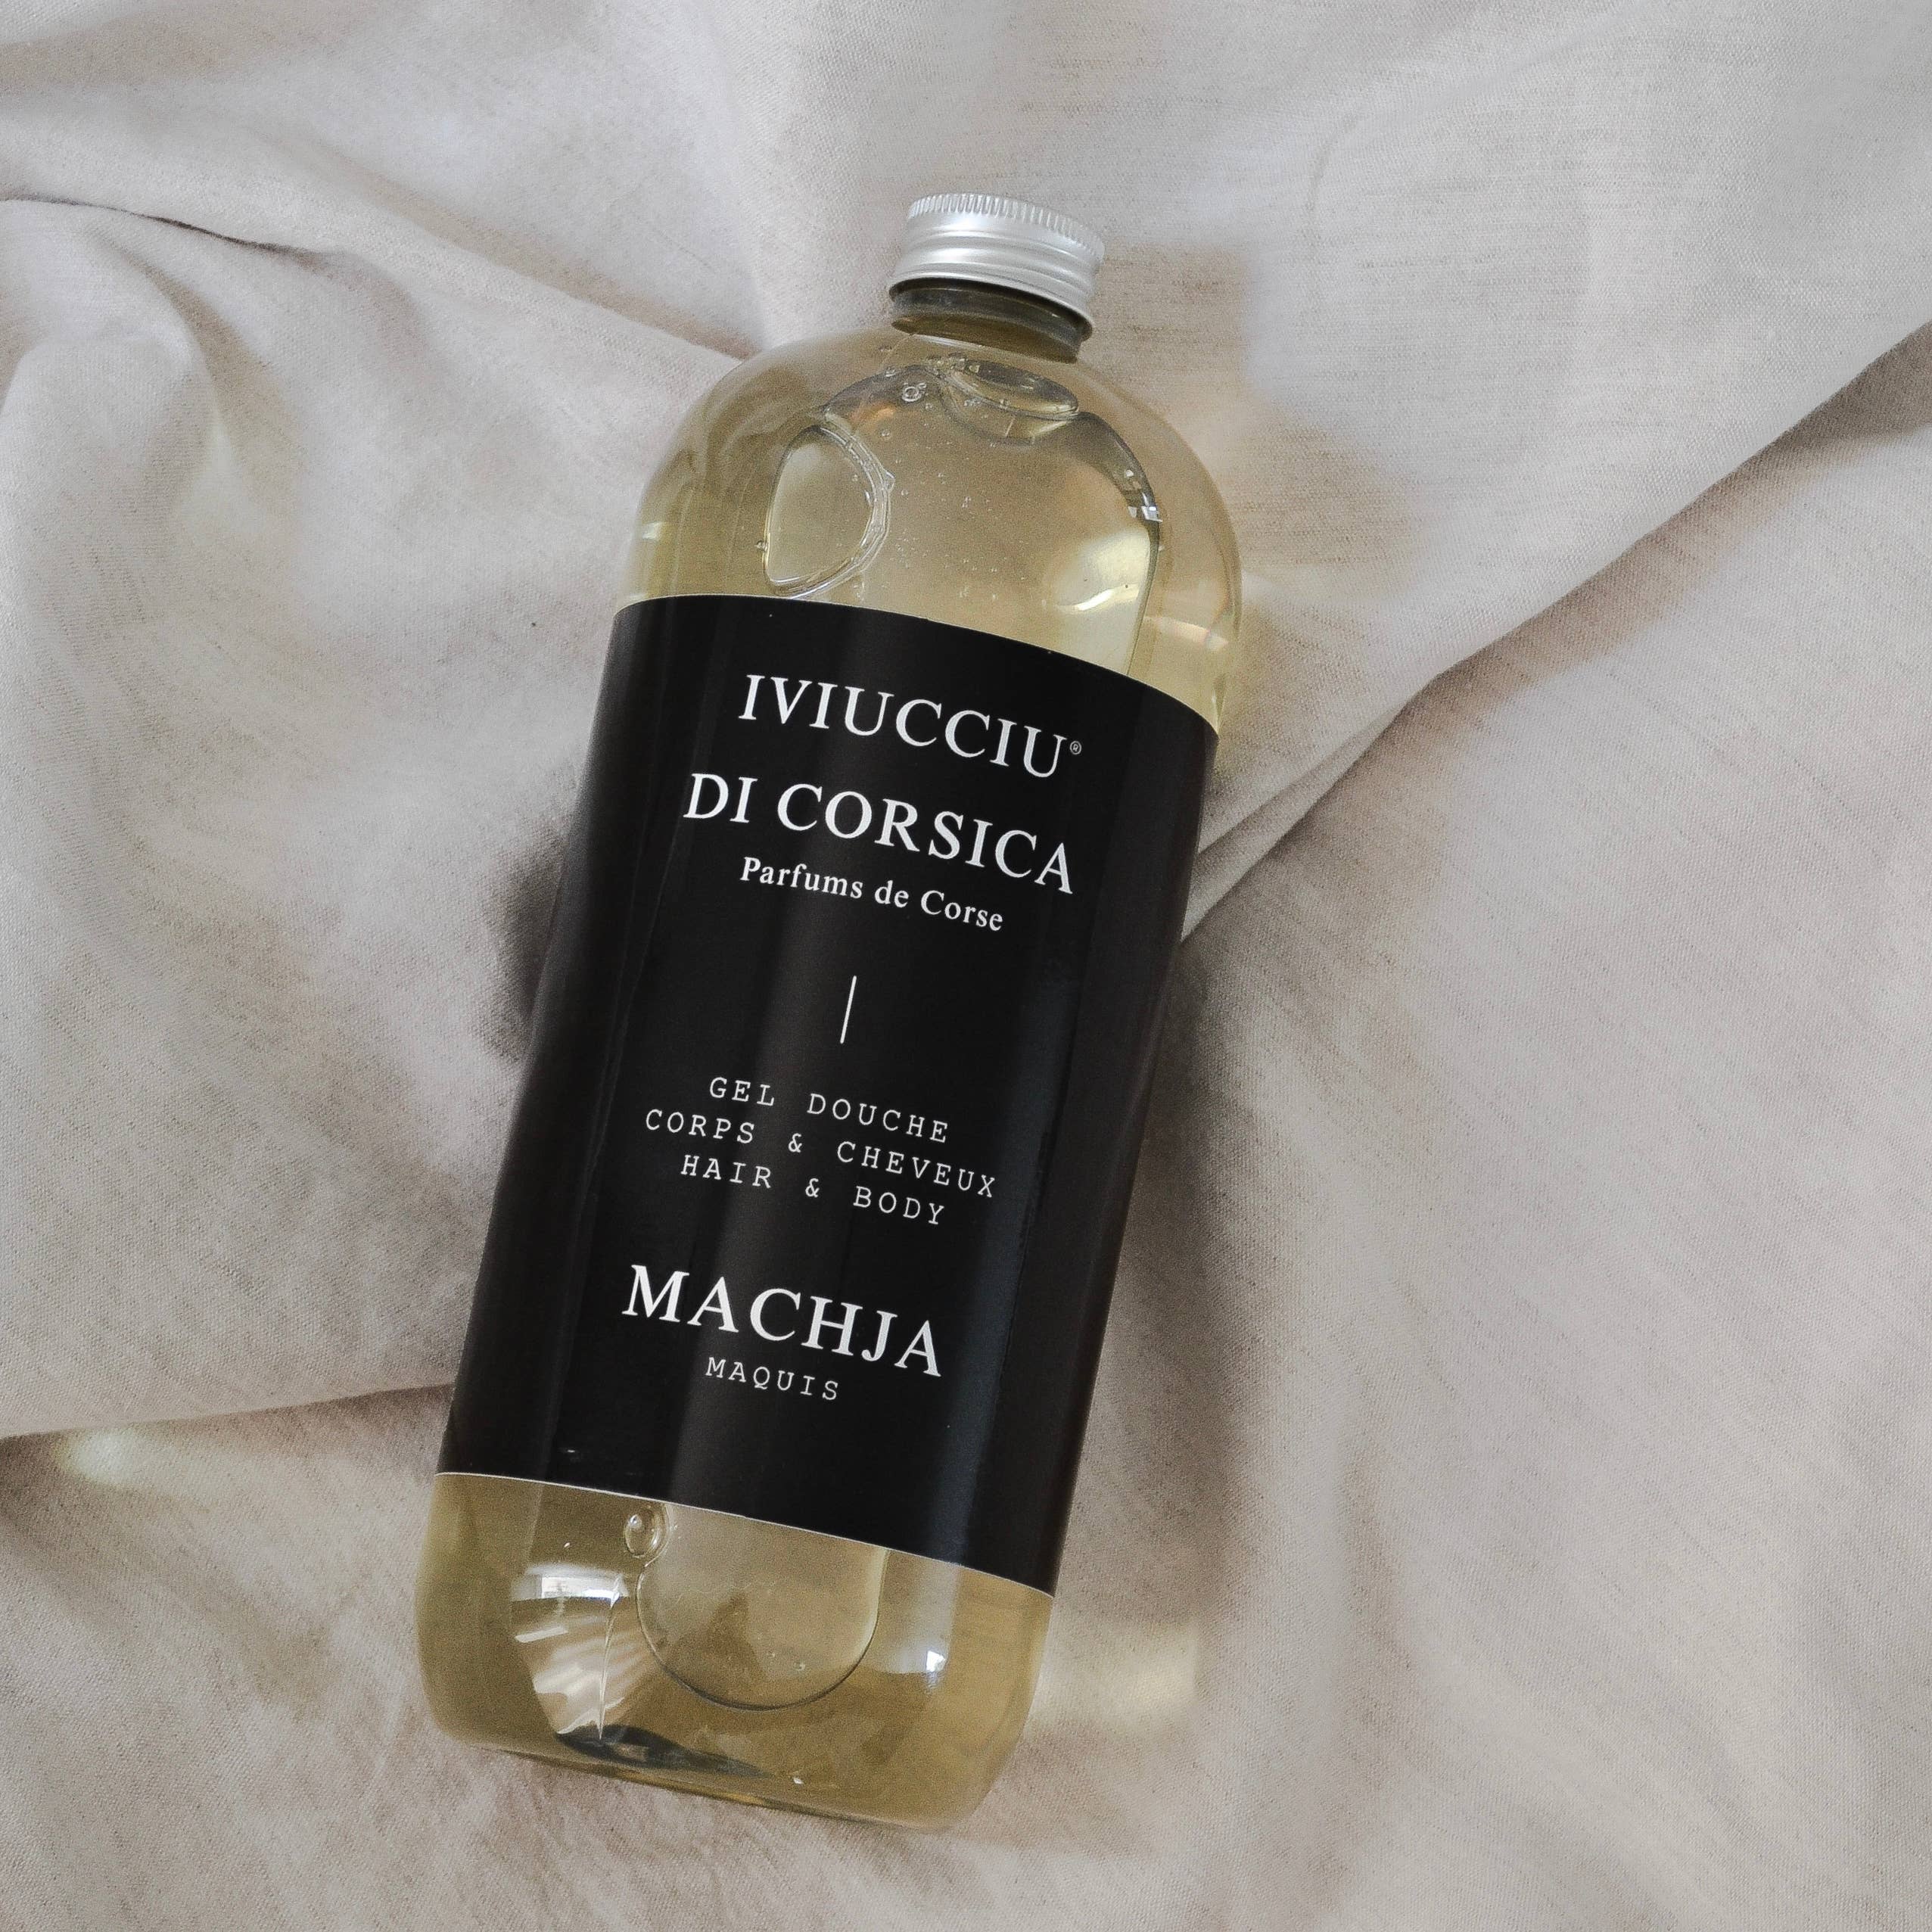 IVIUCCIU®
DI CORSICA
Parfums de Corse
GEL DOUCHE
CORPS & CHEVEUX
HAIR & BODY
MACHJA
MAQUIS